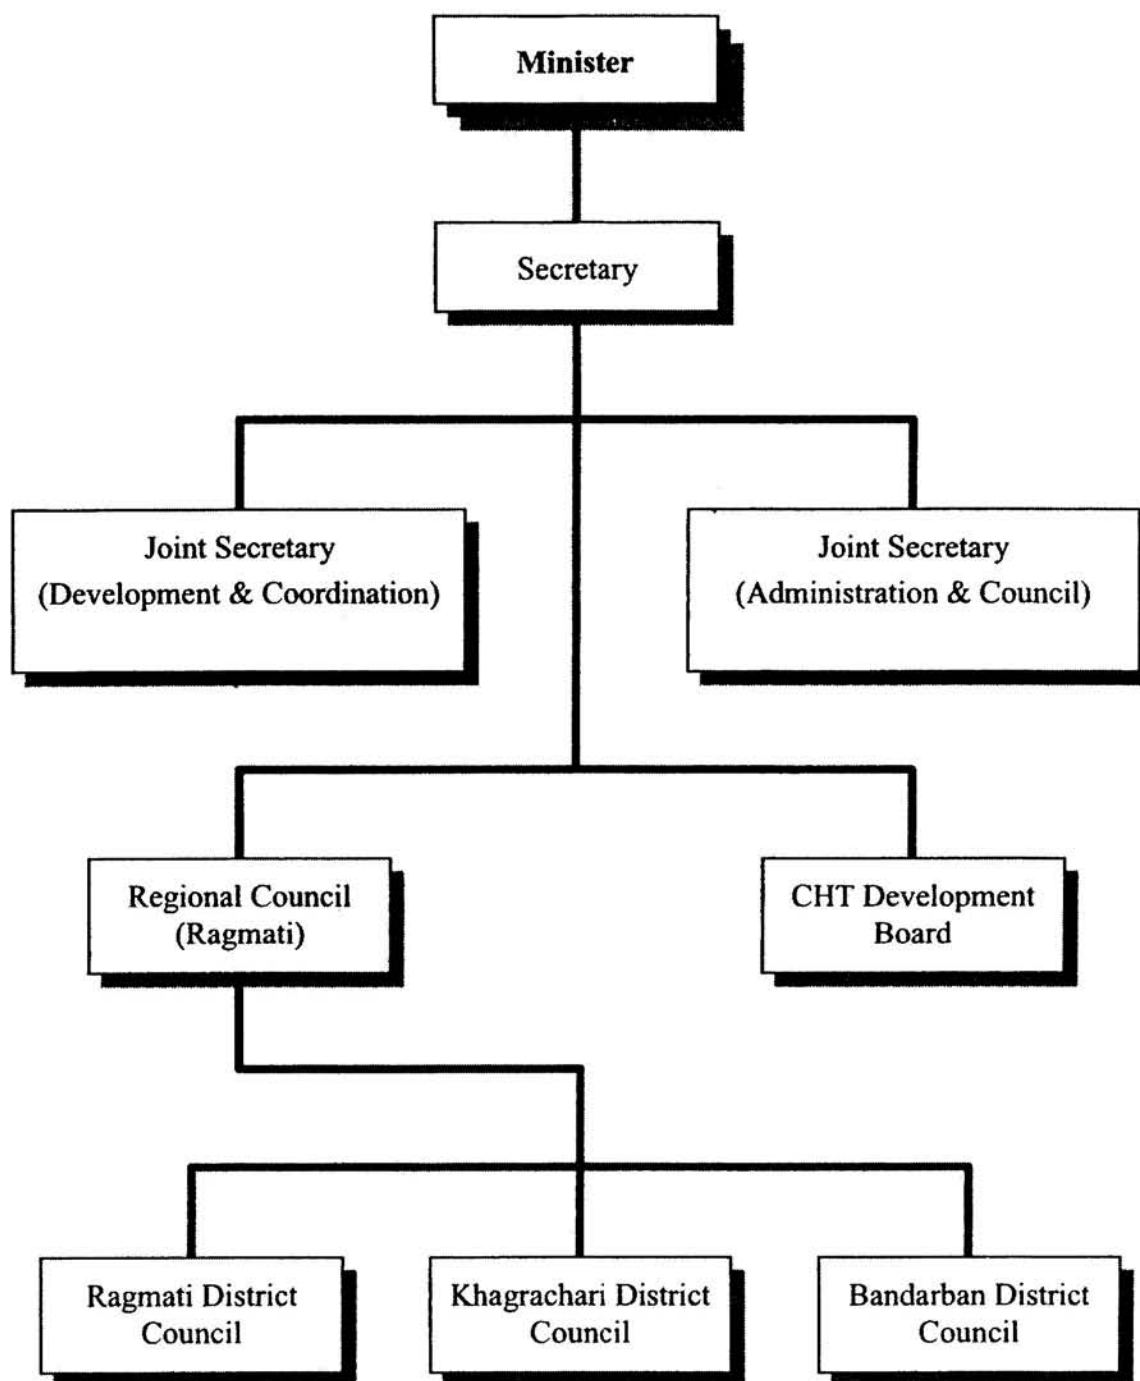 Minister
Secretary
Joint Secretary
(Development & Coordination)
Joint Secretary
(Administration & Council)
Regional Council
(Ragmati)
CHT Development
Board
Ragmati District
Council
Khagrachari District
Council
Bandarban District
Council